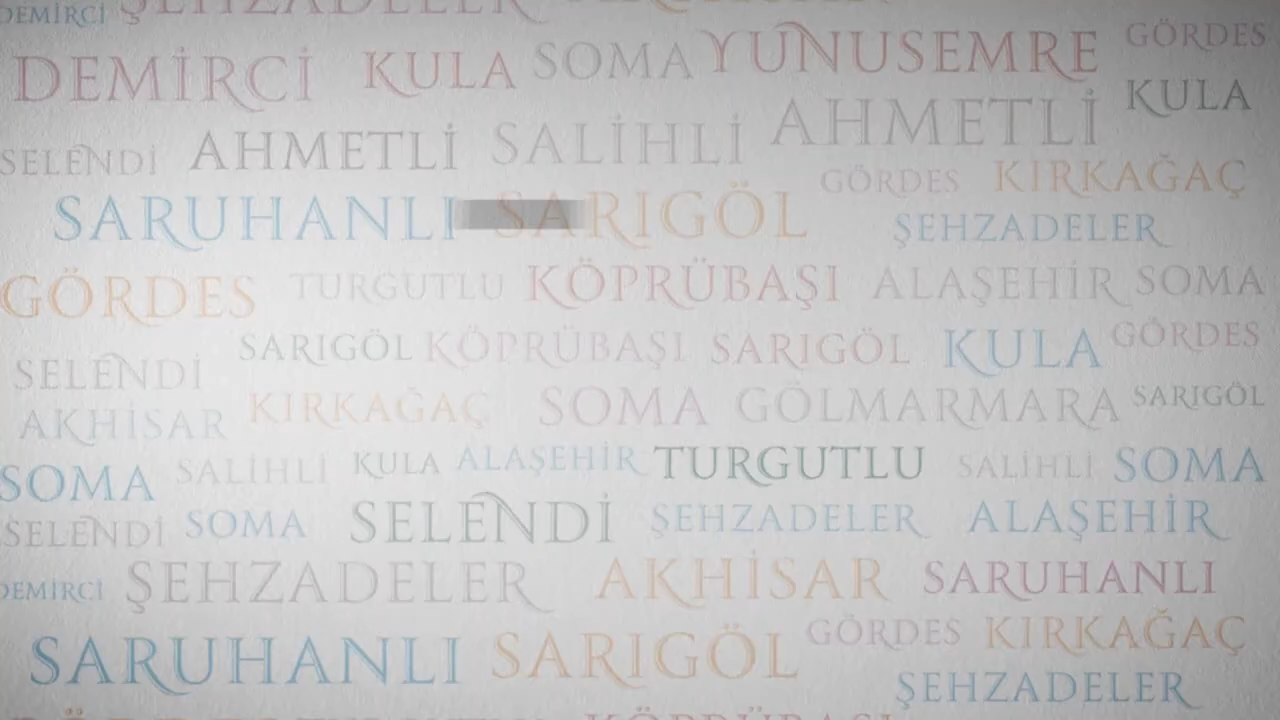 DEMİRCİ ŞEHZADELER
DEMİRCİ KULA SOMA YUNUSEMRE GÖRDES
KULA
SELENDİ AHMETLİ SALİHLİ AHMETLİ
GÖRDES KIRKAĞAÇ
SARUHANLI SARIGÖL ŞEHZADELER
GÖRDES TURGUTLU KÖPRÜBAŞI ALAŞEHİR SOMA
SELENDİ SARIGÖL KÖPRÜBAŞI SARIGÖL KULA GÖRDES
AKHİSAR KIRKAĞAÇ SOMA GÖLMARMARA SARIGÖL
SOMA SALİHLİ KULA ALAŞEHİR TURGUTLU SALİHLİ SOMA
SELENDİ SOMA SELENDİ ŞEHZADELER ALAŞEHİR
DEMİRCİ ŞEHZADELER AKHİSAR SARUHANLI
SARUHANLI SARIGÖL GÖRDES KIRKAĞAÇ
ŞEHZADELER
KÖPRÜBAŞI